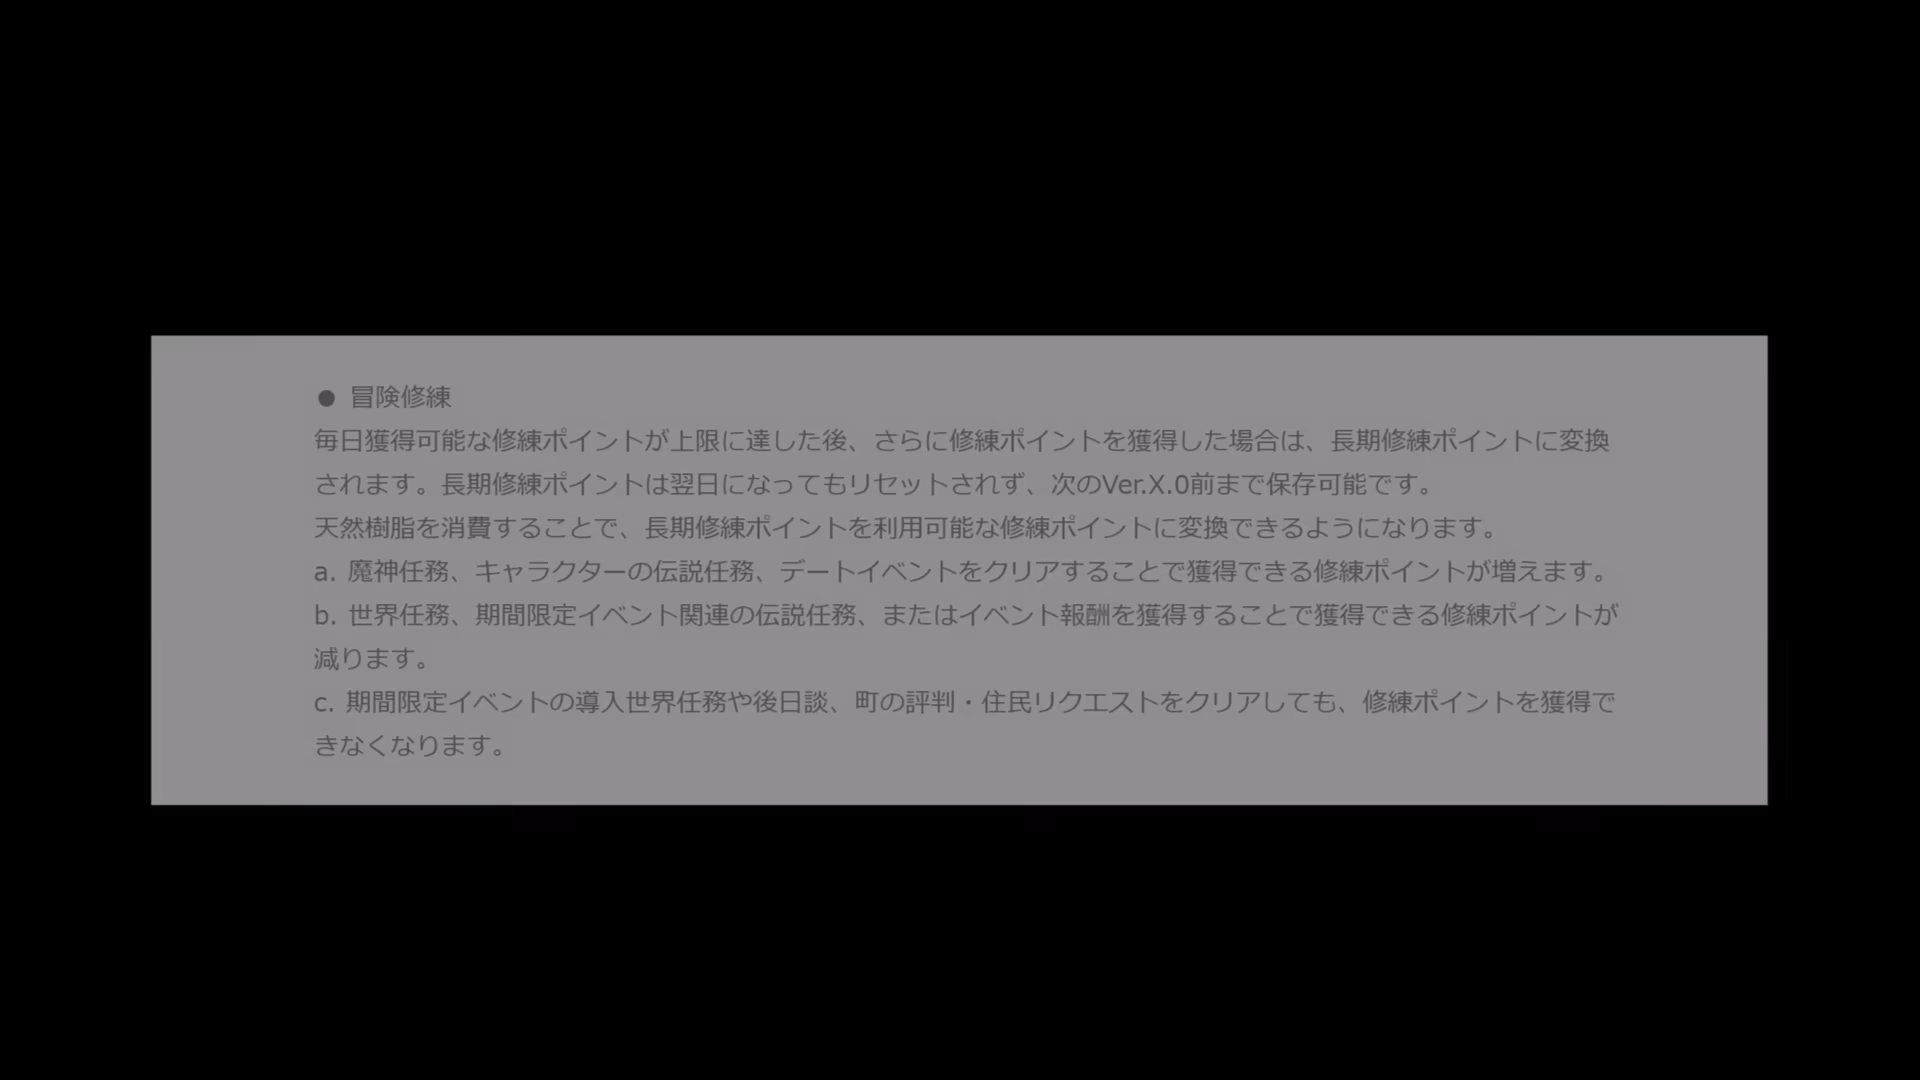 ● 冒険修練
毎日獲得可能な修練ポイントが上限に達した後、さらに修練ポイントを獲得した場合は、長期修練ポイントに変換
されます。長期修練ポイントは翌日になってもリセットされず、次のVer.X.0前まで保存可能です。
天然樹脂を消費することで、長期修練ポイントを利用可能な修練ポイントに変換できるようになります。
a. 魔神任務、キャラクターの伝説任務、デートイベントをクリアすることで獲得できる修練ポイントが増えます。
b. 世界任務、期間限定イベント関連の伝説任務、またはイベント報酬を獲得することで獲得できる修練ポイントが
減ります。
c. 期間限定イベントの導入世界任務や後日談、町の評判・住民リクエストをクリアしても、修練ポイントを獲得で
きなくなります。